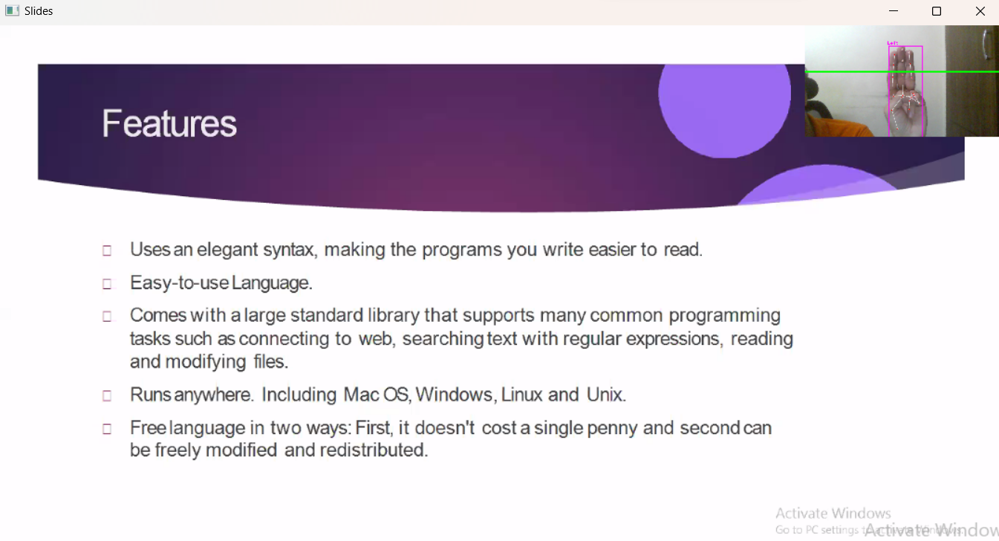 Slides
Left
Features
Uses an elegant syntax, making the programs you write easier to read.
Easy-to-use Language.
Comes with a large standard library that supports many common programming
tasks such as connecting to web, searching text with regular expressions, reading
and modifying files.
Runs anywhere. Including Mac OS, Windows, Linux and Unix.
Free language in two ways: First, it doesn't cost a single penny and second can
be freely modified and redistributed.
Activate Windows
Go to PC settings to activate Windows.
Activate Window